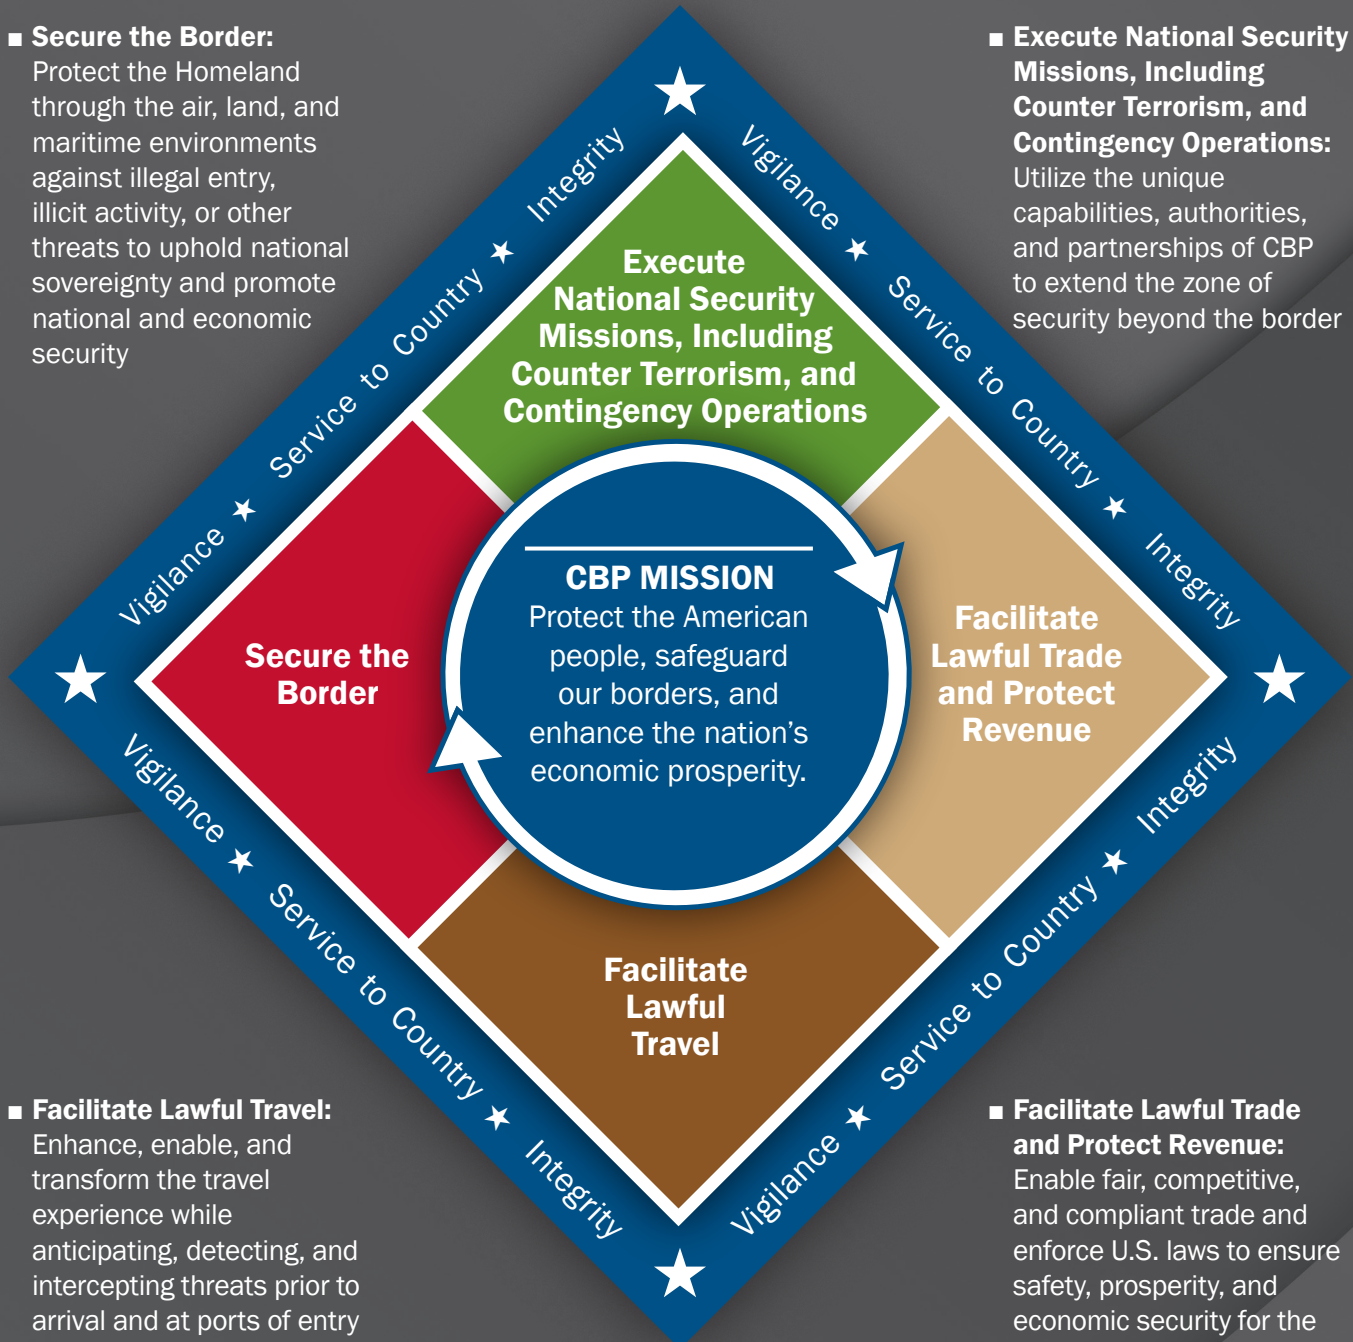 ■ Secure the Border:
Protect the Homeland
through the air, land, and
maritime environments
against illegal entry,
illicit activity, or other
threats to uphold national
sovereignty and promote
national and economic
security
■ Execute National Security
Missions, Including
Counter Terrorism, and
Contingency Operations:
Utilize the unique
capabilities, authorities,
and partnerships of CBP
to extend the zone of
security beyond the border
Vigilance ★ Service to Country ★ Integrity
Vigilance ★ Service to Country ★ Integrity
Execute
National Security
Missions, Including
Counter Terrorism, and
Contingency Operations
Secure the
Border
CBP MISSION
Protect the American
people, safeguard
our borders, and
enhance the nation’s
economic prosperity.
Facilitate
Lawful Trade
and Protect
Revenue
Facilitate
Lawful
Travel
Vigilance ★ Service to Country ★ Integrity
Vigilance ★ Service to Country ★ Integrity
■ Facilitate Lawful Travel:
Enhance, enable, and
transform the travel
experience while
anticipating, detecting, and
intercepting threats prior to
arrival and at ports of entry
■ Facilitate Lawful Trade
and Protect Revenue:
Enable fair, competitive,
and compliant trade and
enforce U.S. laws to ensure
safety, prosperity, and
economic security for the